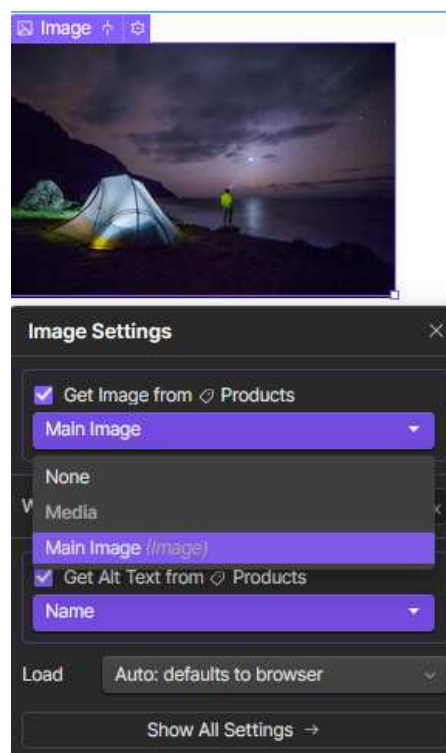 Image
Image Settings
Get Image from Products
Main Image
None
Media
Main Image (Image)
Get Alt Text from Products
Name
Load Auto: defaults to browser
Show All Settings →